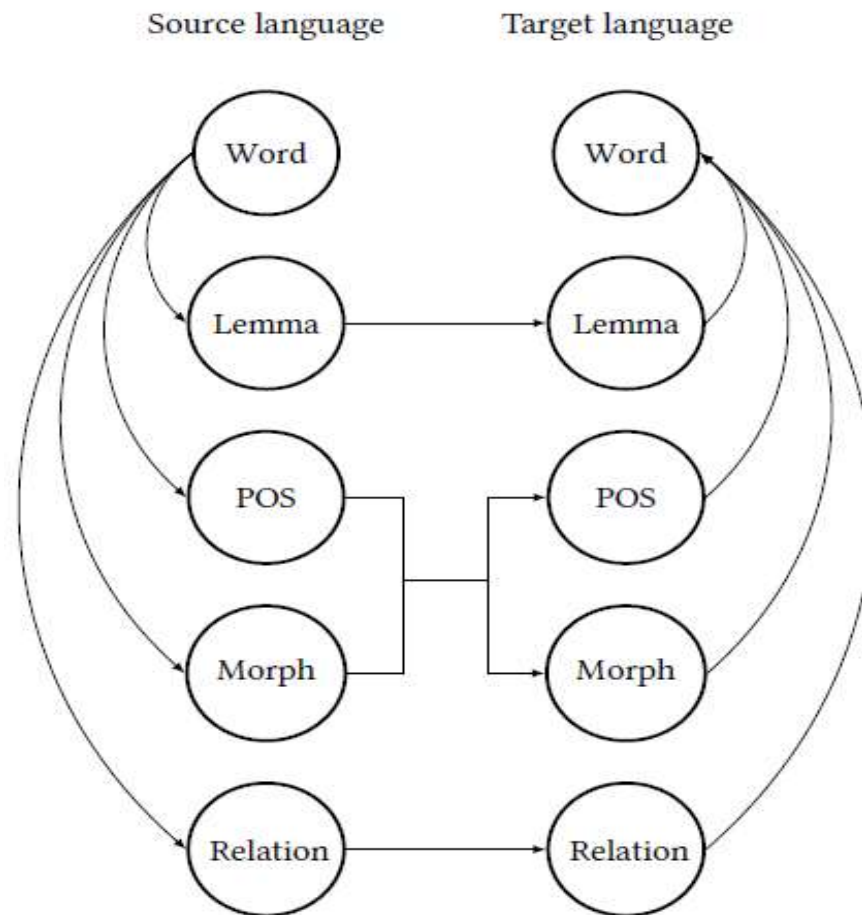 Source language Target language
Word Word
Lemma Lemma
POS POS
Morph Morph
Relation Relation